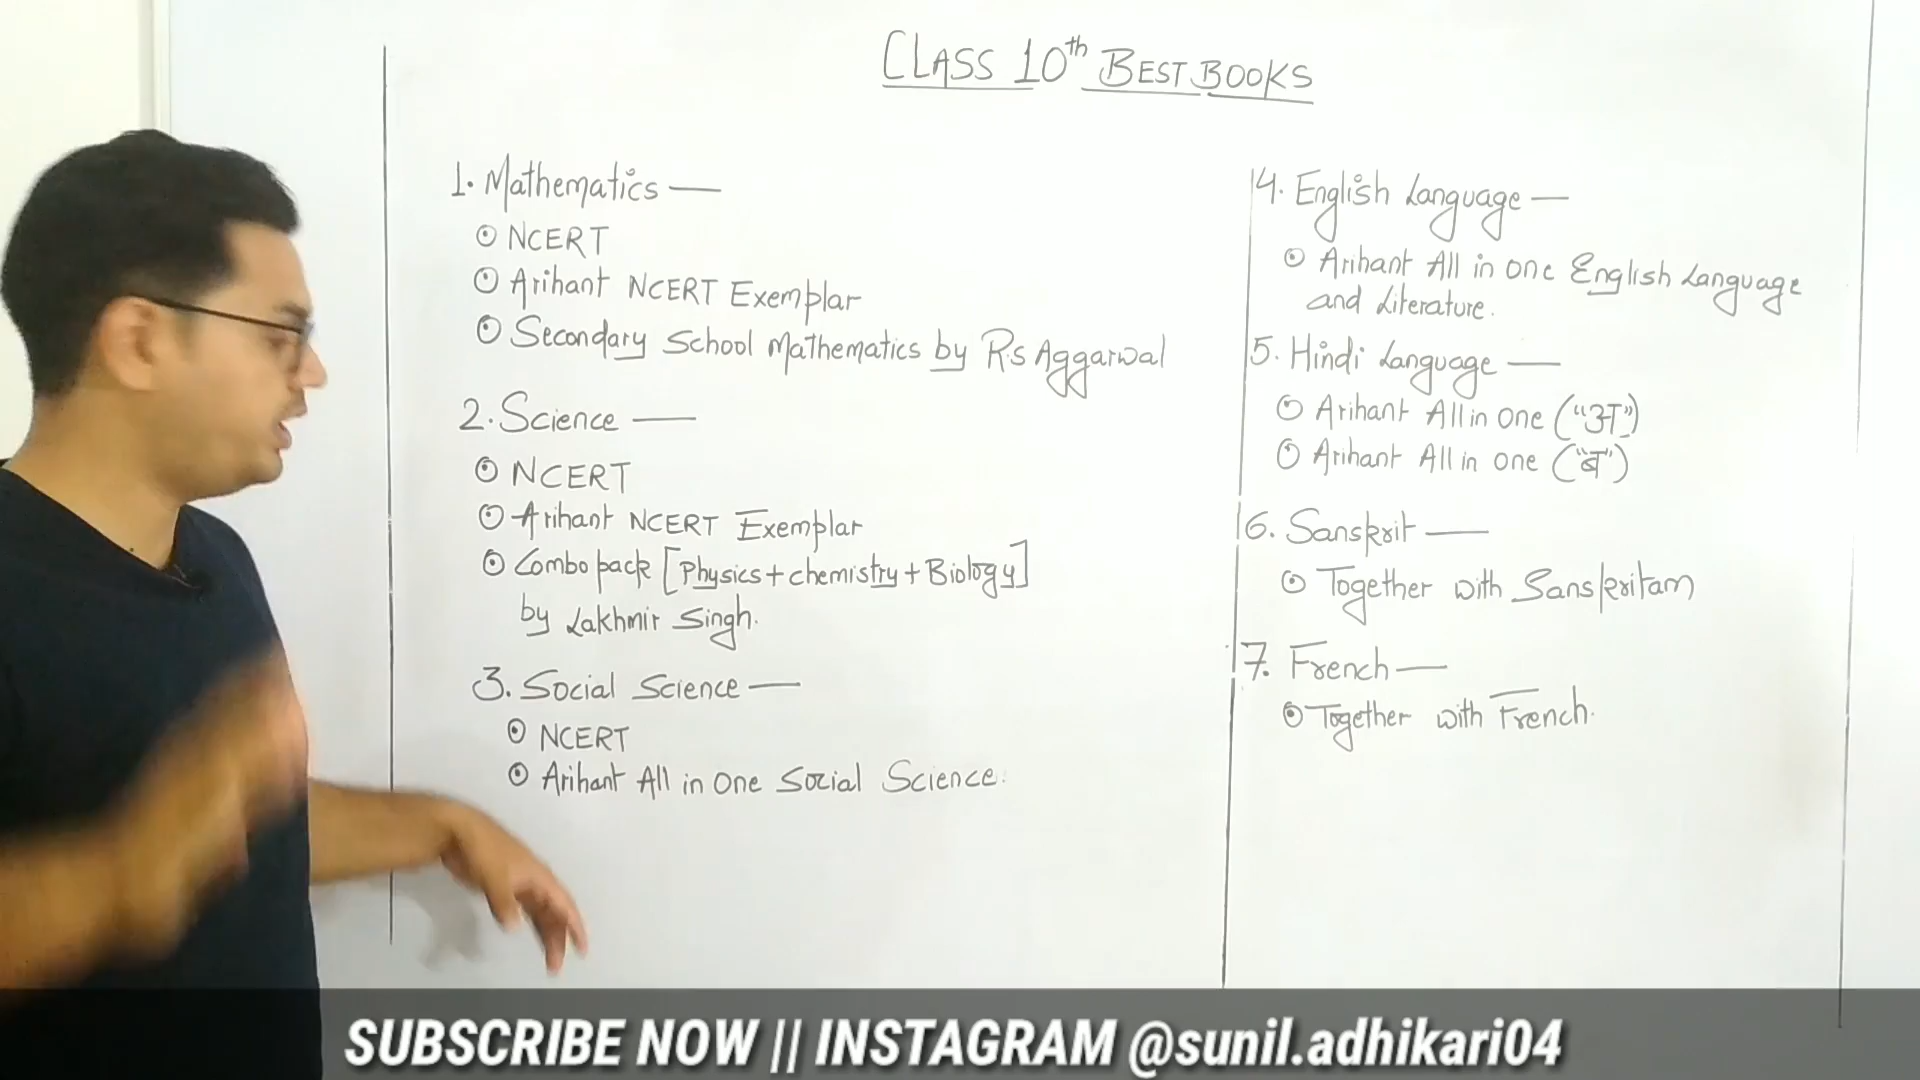 CLASS 10th BEST BOOKS
1. Mathematics —
NCERT
Arihant NCERT Exemplar
Secondary School Mathematics by R.S Aggarwal
2. Science —
NCERT
Arihant NCERT Exemplar
Combo pack [Physics + chemistry + Biology]
by Lakhmir Singh.
3. Social Science —
NCERT
Arihant All in One Social Science.
4. English Language —
Arihant All in one English Language
and Literature.
5. Hindi Language —
Arihant All in one ("अ")
Arihant All in one ("ब")
6. Sanskrit —
Together with Sanskritam
7. French —
Together with French.
SUBSCRIBE NOW || INSTAGRAM @sunil.adhikari04